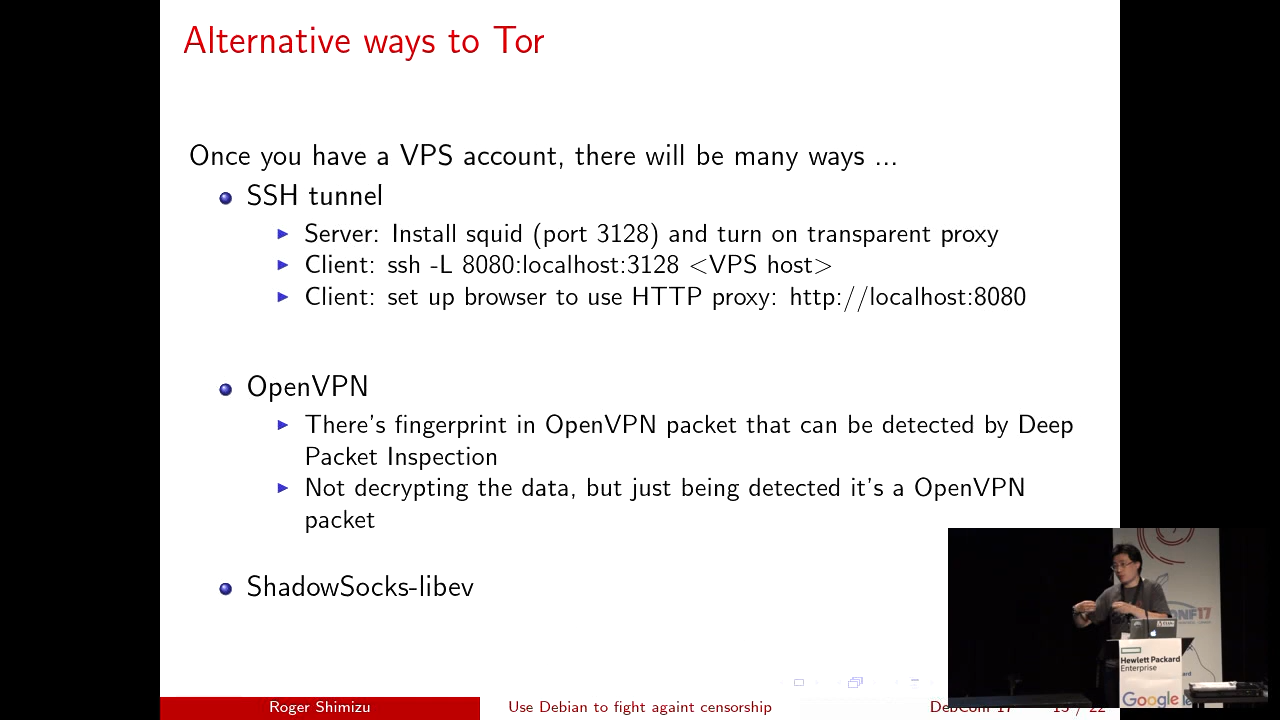 Alternative ways to Tor
Once you have a VPS account, there will be many ways ...
SSH tunnel
Server: Install squid (port 3128) and turn on transparent proxy
Client: ssh -L 8080:localhost:3128 <VPS host>
Client: set up browser to use HTTP proxy: http://localhost:8080
OpenVPN
There's fingerprint in OpenVPN packet that can be detected by Deep
Packet Inspection
Not decrypting the data, but just being detected it's a OpenVPN
packet
ShadowSocks-libev
NF17
Hewlett Packard
Enterprise
Google
Roger Shimizu
Use Debian to fight againt censorship